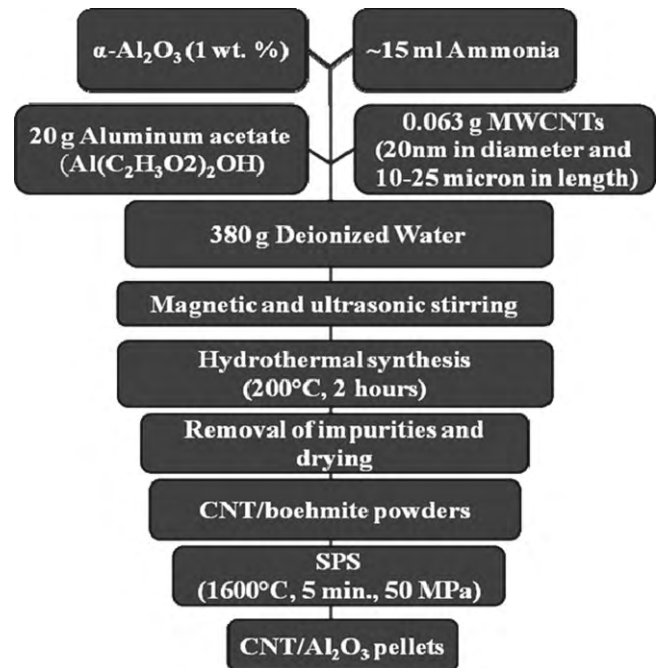 α-Al₂O₃ (1 wt. %)
~15 ml Ammonia
20 g Aluminum acetate
(Al(C₂H₃O2)₂OH)
0.063 g MWCNTs
(20nm in diameter and
10-25 micron in length)
380 g Deionized Water
Magnetic and ultrasonic stirring
Hydrothermal synthesis
(200°C, 2 hours)
Removal of impurities and
drying
CNT/boehmite powders
SPS
(1600°C, 5 min., 50 MPa)
CNT/Al₂O₃ pellets